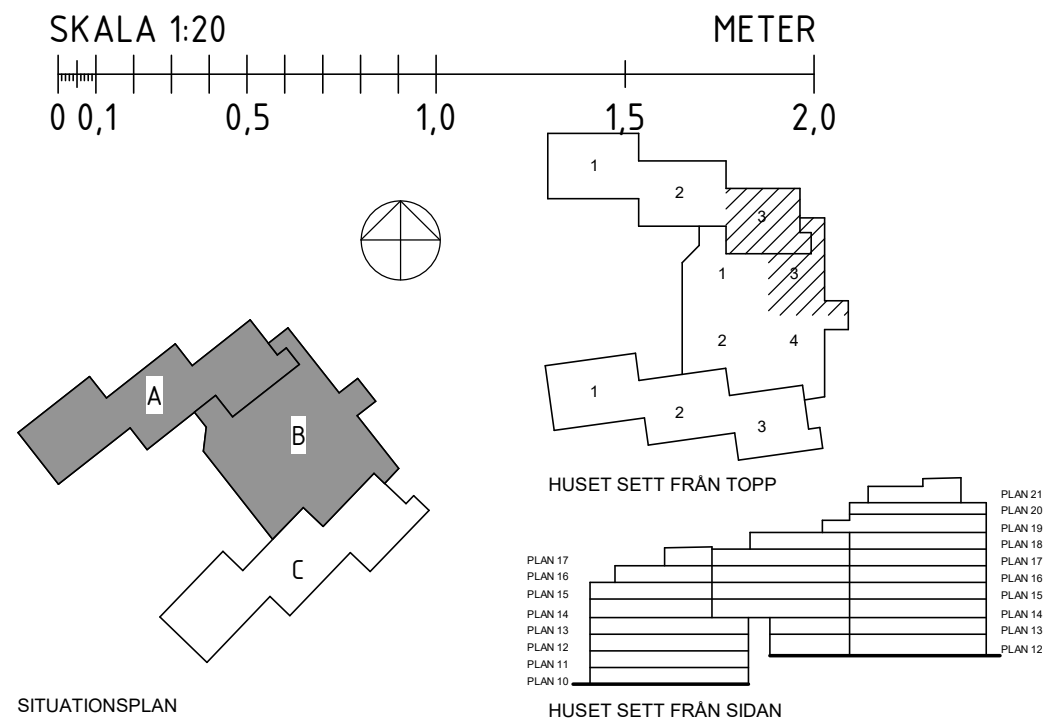 SKALA 1:20 METER
0 0,1 0,5 1,0 1,5 2,0
1
2
3
1
3
2
4
1
2
3
HUSET SETT FRÅN TOPP
A
B
C
SITUATIONSPLAN
PLAN 21
PLAN 20
PLAN 19
PLAN 18
PLAN 17
PLAN 16
PLAN 15
PLAN 14
PLAN 13
PLAN 12
PLAN 17
PLAN 16
PLAN 15
PLAN 14
PLAN 13
PLAN 12
PLAN 11
PLAN 10
HUSET SETT FRÅN SIDAN